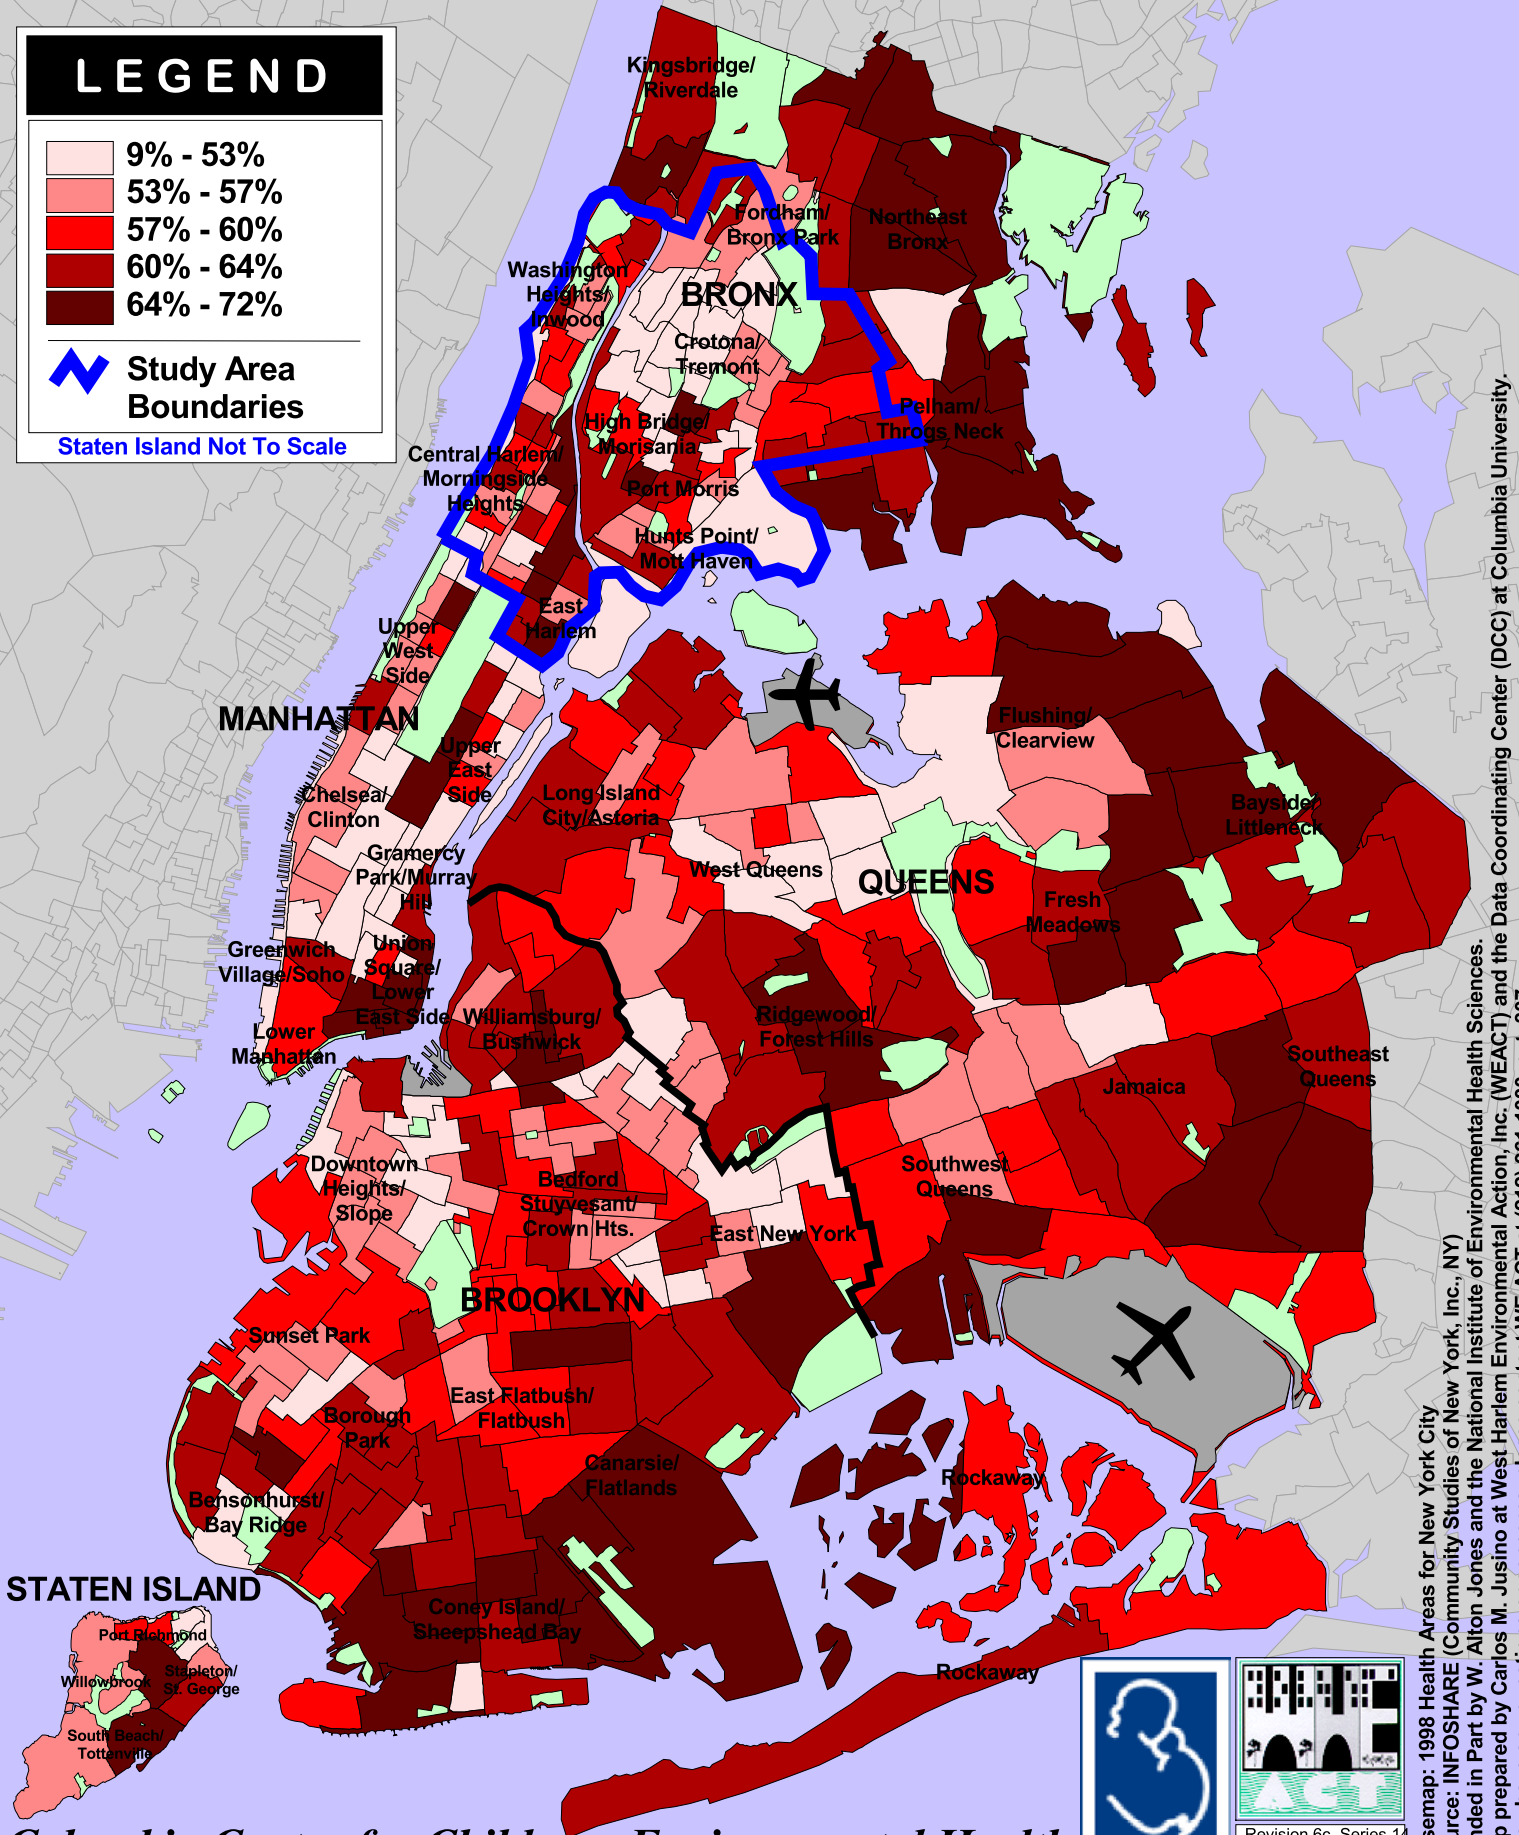 LEGEND
9% - 53%
53% - 57%
57% - 60%
60% - 64%
64% - 72%
Study Area
Boundaries
Staten Island Not To Scale
Kingsbridge/
Riverdale
Fordham/
Bronx Park
Northeast
Bronx
Washington
Heights/
Inwood
BRONX
Crotona/
Tremont
High Bridge/
Morisania
Pelham/
Throgs Neck
Central Harlem/
Morningside
Heights
Port Morris
Hunts Point/
Mott Haven
East
Harlem
Upper
West
Side
MANHATTAN
Upper
East
Side
Flushing/
Clearview
Chelsea/
Clinton
Long Island
City/Astoria
Bayside/
Littleneck
Gramercy
Park/Murray
Hill
West Queens
QUEENS
Fresh
Meadows
Greenwich
Village/Soho
Union
Square/
Lower
East Side
Lower
Manhattan
Williamsburg/
Bushwick
Ridgewood/
Forest Hills
Southeast
Queens
Jamaica
Downtown
Heights/
Slope
Bedford
Stuyvesant/
Crown Hts.
Southwest
Queens
East New York
BROOKLYN
Sunset Park
East Flatbush/
Flatbush
Borough
Park
Canarsie/
Flatlands
Rockaway
Bensonhurst/
Bay Ridge
Coney Island/
Sheepshead Bay
Rockaway
STATEN ISLAND
Port Richmond
Willowbrook
Stapleton/
St. George
South Beach/
Tottenville
semap: 1998 Health Areas for New York City
urce: INFOSHARE (Community Studies of New York, Inc., NY)
nded in Part by W. Alton Jones and the National Institute of Environmental Health Sciences.
p prepared by Carlos M. Jusino at West Harlem Environmental Action, Inc. (WEACT) and the Data Coordinating Center (DCC) at Columbia University.
ACT
Revision 6c, Series 14